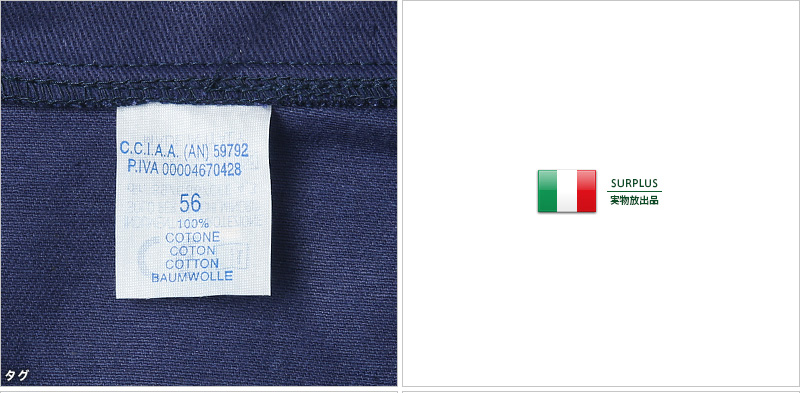 C.C.I.A.A. (AN) 59792
P.IVA 00004670428
56
100%
COTONE
COTON
COTTON
BAUMWOLLE
タグ
SURPLUS
実物放出品